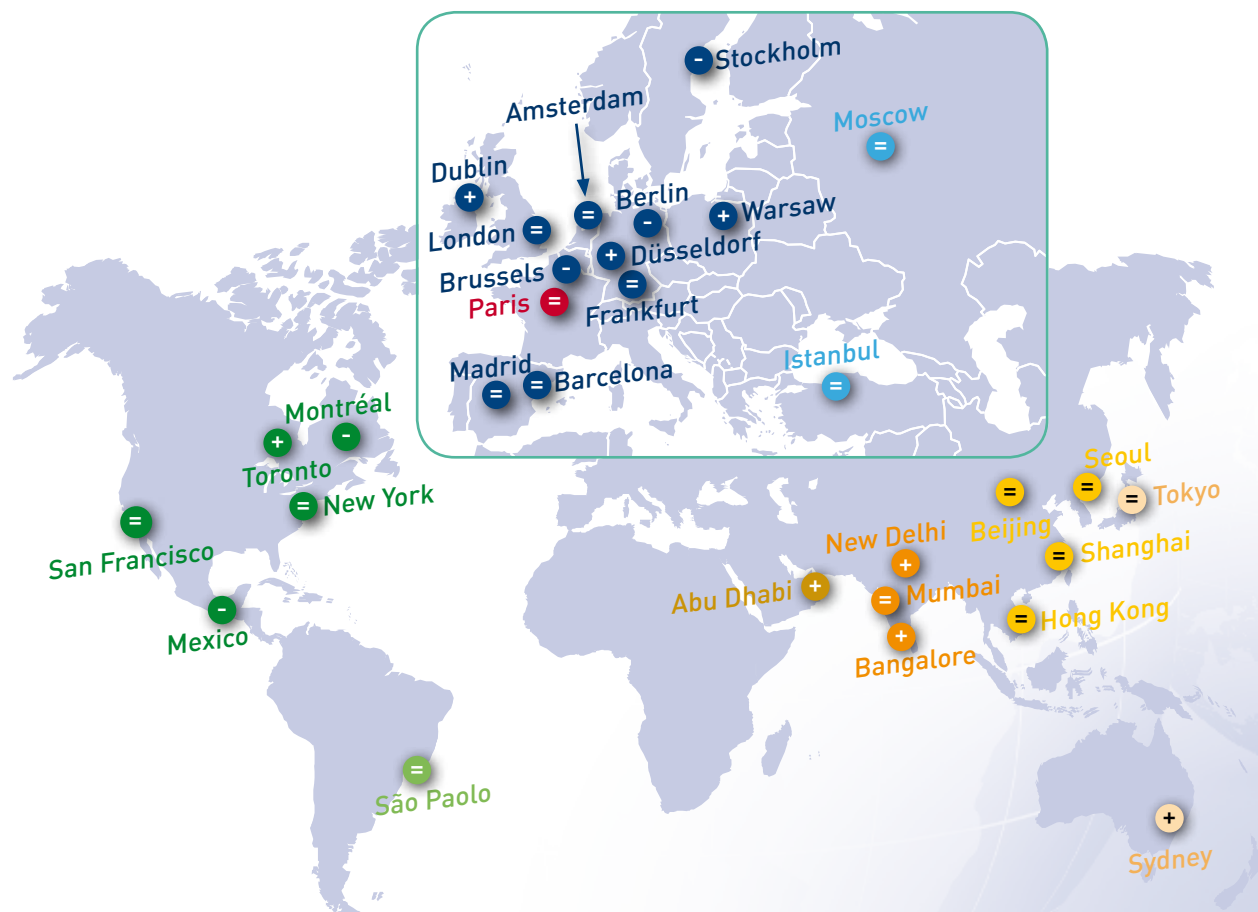 - Stockholm
Amsterdam
Moscow
=
Dublin
+
Berlin
-
=
+ Warsaw
London =
+ Düsseldorf
Brussels -
Paris =
=
Frankfurt
Istanbul
=
Madrid
=
= Barcelona
Montréal
-
+
Toronto
= New York
=
San Francisco
-
Mexico
Seoul
=
= Tokyo
=
Beijing
= Shanghai
New Delhi
+
Abu Dhabi +
= Mumbai
= Hong Kong
+
Bangalore
=
São Paolo
+
Sydney